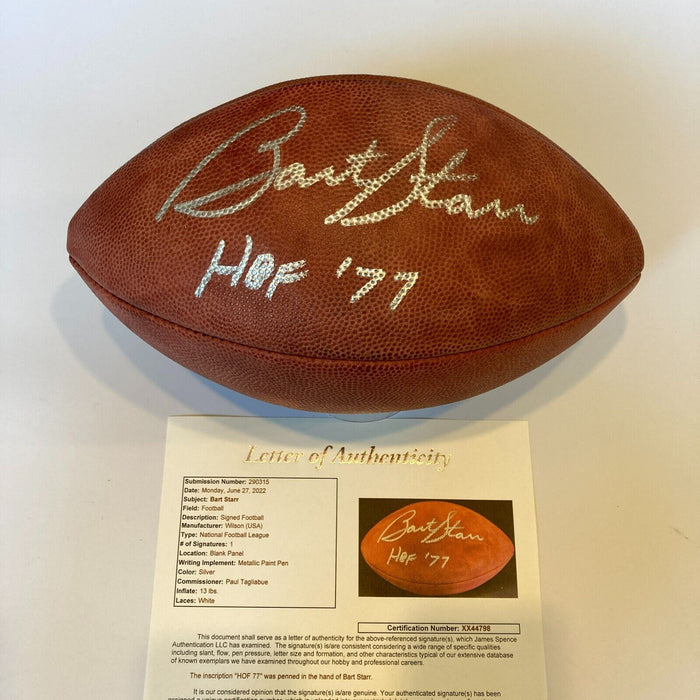 Bart Starr
HOF '77
Letter of Authenticity
Submission Number: 290315
Date: Monday, June 27, 2022
Subject: Bart Starr
Field: Football
Description: Signed Football
Manufacturer: Wilson (USA)
Type: National Football League
# of Signatures: 1
Location: Blank Panel
Writing Implement: Metallic Paint Pen
Color: Silver
Commissioner: Paul Tagliabue
Inflate: 13 lbs.
Laces: White
Bart Starr
HOF '77
Certification Number: XX44798
This document shall serve as a letter of authenticity for the above-referenced signature(s), which James Spence
Authentication LLC has examined. The signature(s) is/are consistent considering a wide range of specific qualities
including slant, flow, pen pressure, letter size and formation, and other characteristics typical of our extensive database
of known exemplars we have examined throughout our hobby and professional careers.
The inscription "HOF 77" was penned in the hand of Bart Starr.
It is our considered opinion that the signature(s) is/are genuine. Your authenticated signature(s) has